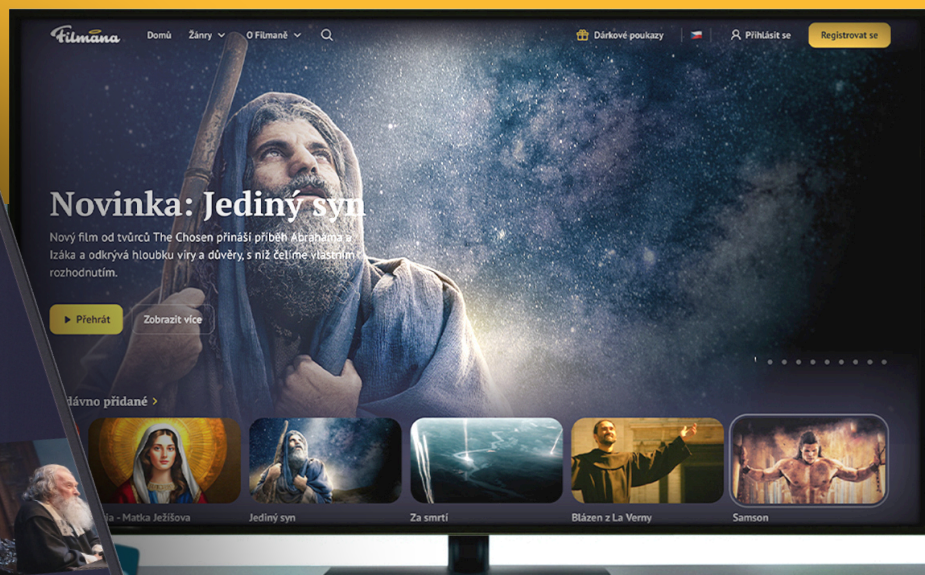 Filmana
Domů
Žánry
O Filmaně
Dárkové poukazy
Přihlásit se
Registrovat se
Novinka: Jediný syn
Nový film od tvůrců The Chosen přináší příběh Abrahama a
Izáka a odkrývá hloubku víry a důvěry, s níž čelíme vlastním
rozhodnutím.
Přehrát
Zobrazit více
dávno přidané
- Matka Ježíšova
Jediný syn
Za smrtí
Blázen z La Verny
Samson